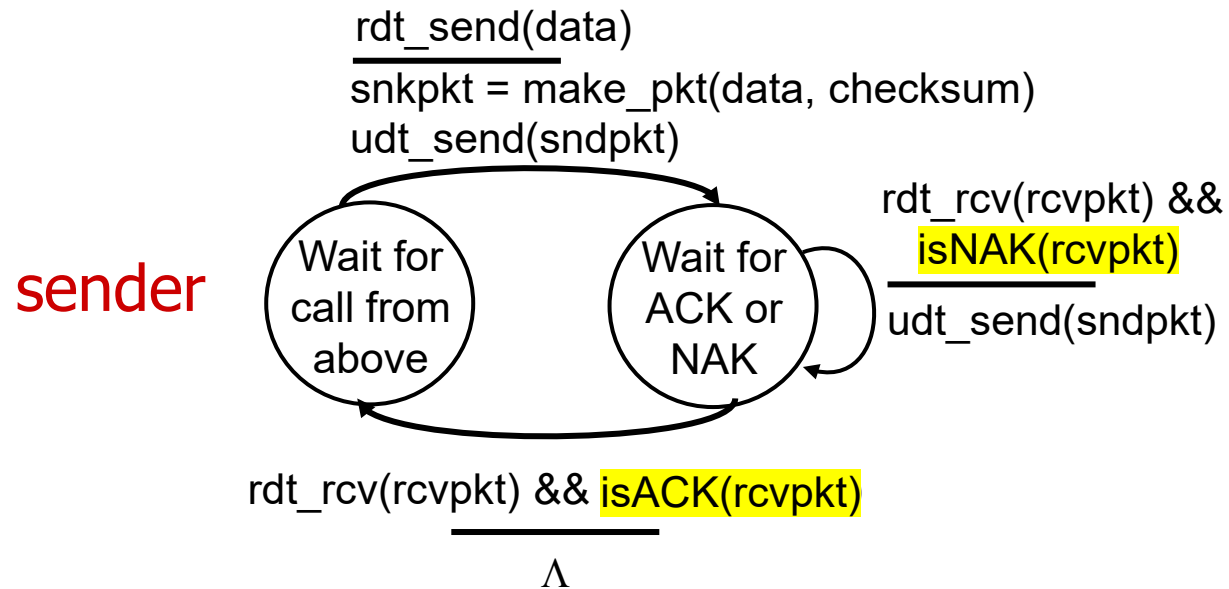 rdt_send(data)
snkpkt = make_pkt(data, checksum)
udt_send(sndpkt)
sender
Wait for
call from
above
Wait for
ACK or
NAK
rdt_rcv(rcvpkt) &&
isNAK(rcvpkt)
udt_send(sndpkt)
rdt_rcv(rcvpkt) && isACK(rcvpkt)
Λ